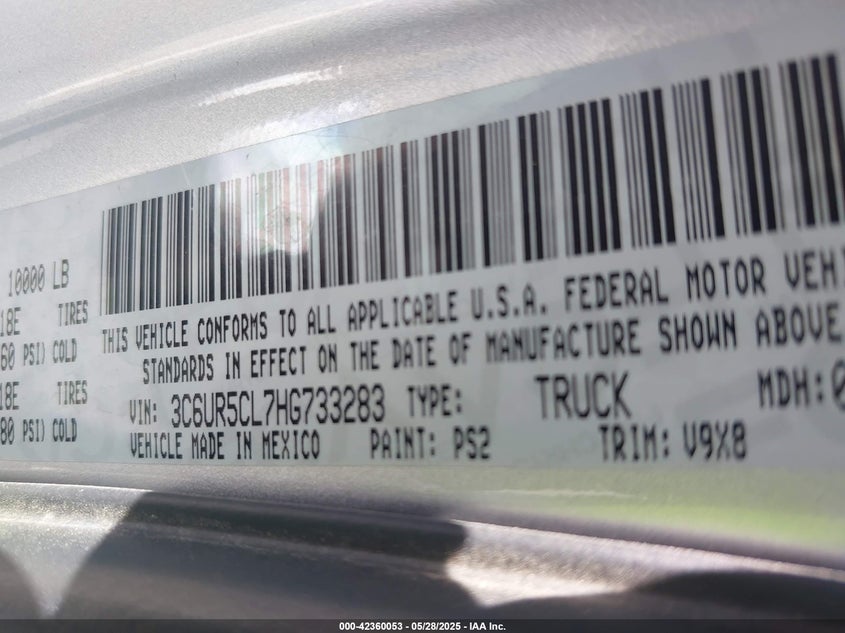 10000 LB
18E TIRES
60 PSI) COLD
18E TIRES
80 PSI) COLD
THIS VEHICLE CONFORMS TO ALL APPLICABLE U.S.A. FEDERAL MOTOR VEHI
STANDARDS IN EFFECT ON THE DATE OF MANUFACTURE SHOWN ABOVE
VIN: 3C6UR5CL7HG733283 TYPE: TRUCK MDH:0
VEHICLE MADE IN MEXICO PAINT: PS2 TRIM: V9X8
000-42360053 - 05/28/2025 - IAA Inc.